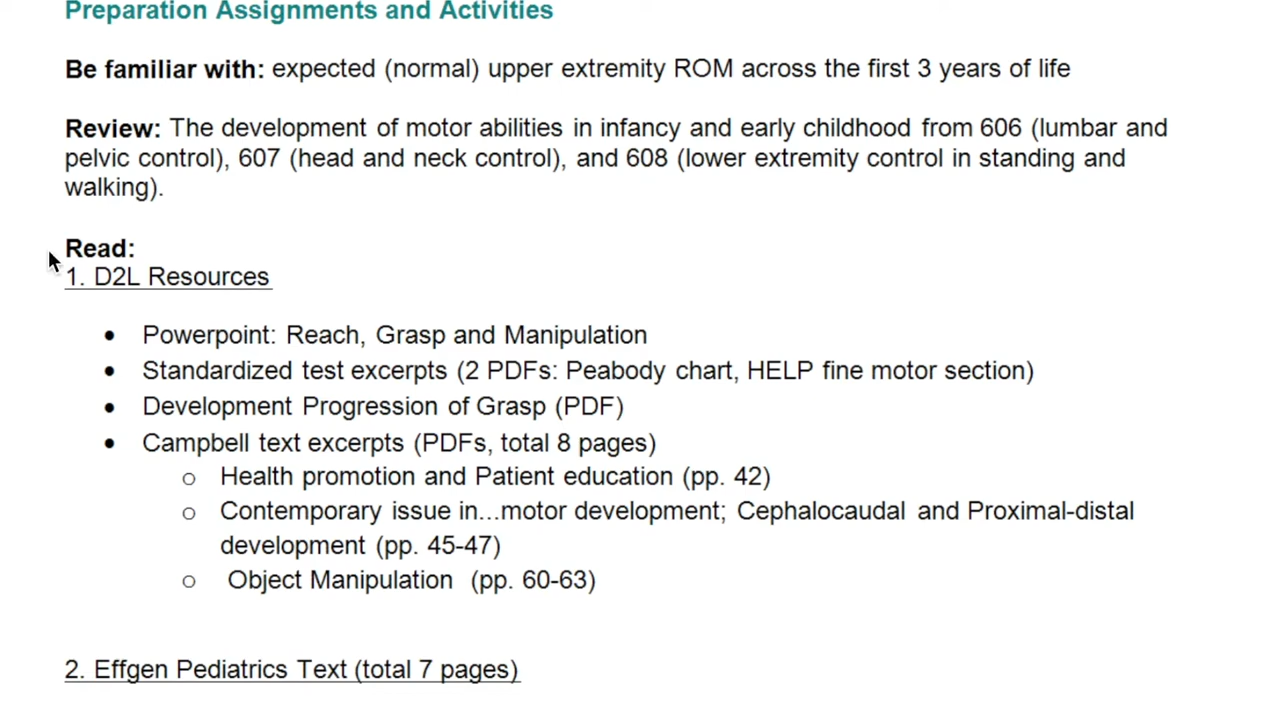 Preparation Assignments and Activities
Be familiar with: expected (normal) upper extremity ROM across the first 3 years of life
Review: The development of motor abilities in infancy and early childhood from 606 (lumbar and
pelvic control), 607 (head and neck control), and 608 (lower extremity control in standing and
walking).
Read:
1. D2L Resources
• Powerpoint: Reach, Grasp and Manipulation
• Standardized test excerpts (2 PDFs: Peabody chart, HELP fine motor section)
• Development Progression of Grasp (PDF)
• Campbell text excerpts (PDFs, total 8 pages)
o Health promotion and Patient education (pp. 42)
o Contemporary issue in...motor development; Cephalocaudal and Proximal-distal
development (pp. 45-47)
o Object Manipulation (pp. 60-63)
2. Effgen Pediatrics Text (total 7 pages)